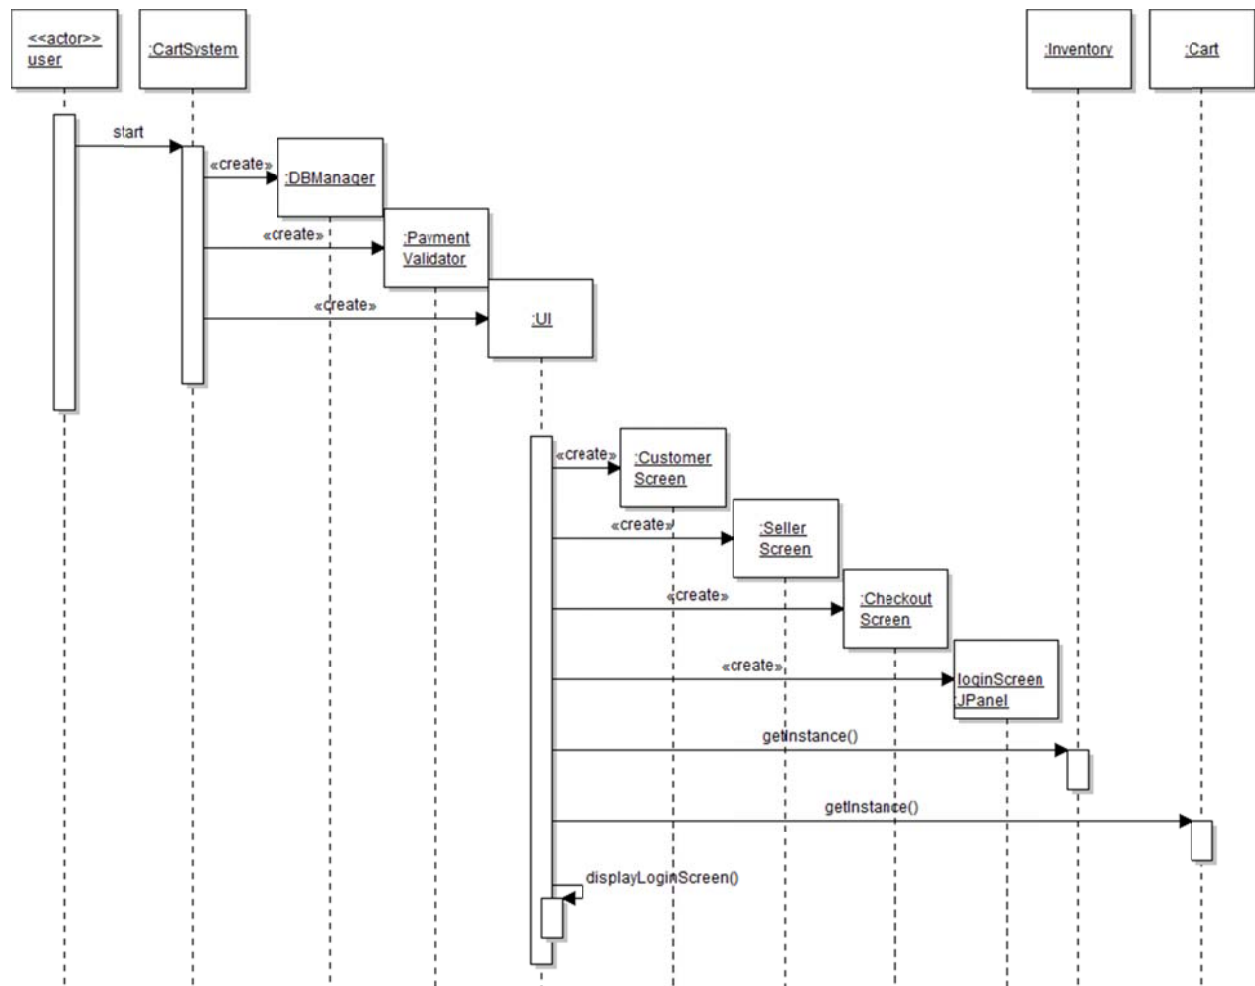 <<actor>>
user
:CartSystem
:Inventory
:Cart
start
«create»
:DBManager
«create»
:Payment
Validator
«create»
:UI
«create»
:Customer
Screen
«create»
:Seller
Screen
«create»
:Checkout
Screen
«create»
loginScreen
:JPanel
getInstance()
getInstance()
displayLoginScreen()